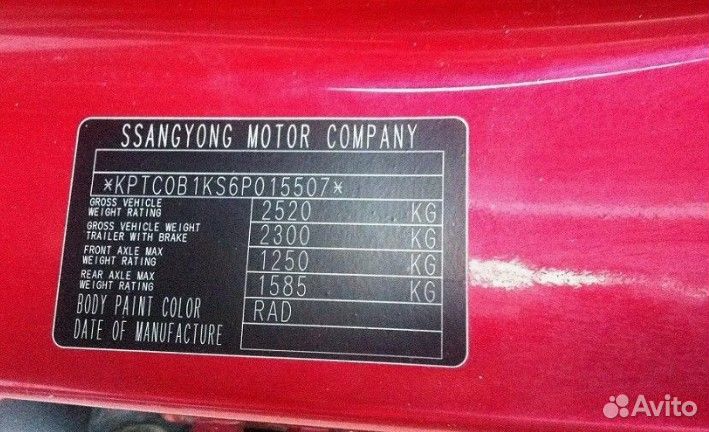 SSANGYONG MOTOR COMPANY
*KPTC0B1KS6P015507*
GROSS VEHICLE
WEIGHT RATING 2520 KG
GROSS VEHICLE WEIGHT
TRAILER WITH BRAKE 2300 KG
FRONT AXLE MAX
WEIGHT RATING 1250 KG
REAR AXLE MAX
WEIGHT RATING 1585 KG
BODY PAINT COLOR RAD
DATE OF MANUFACTURE
Avito